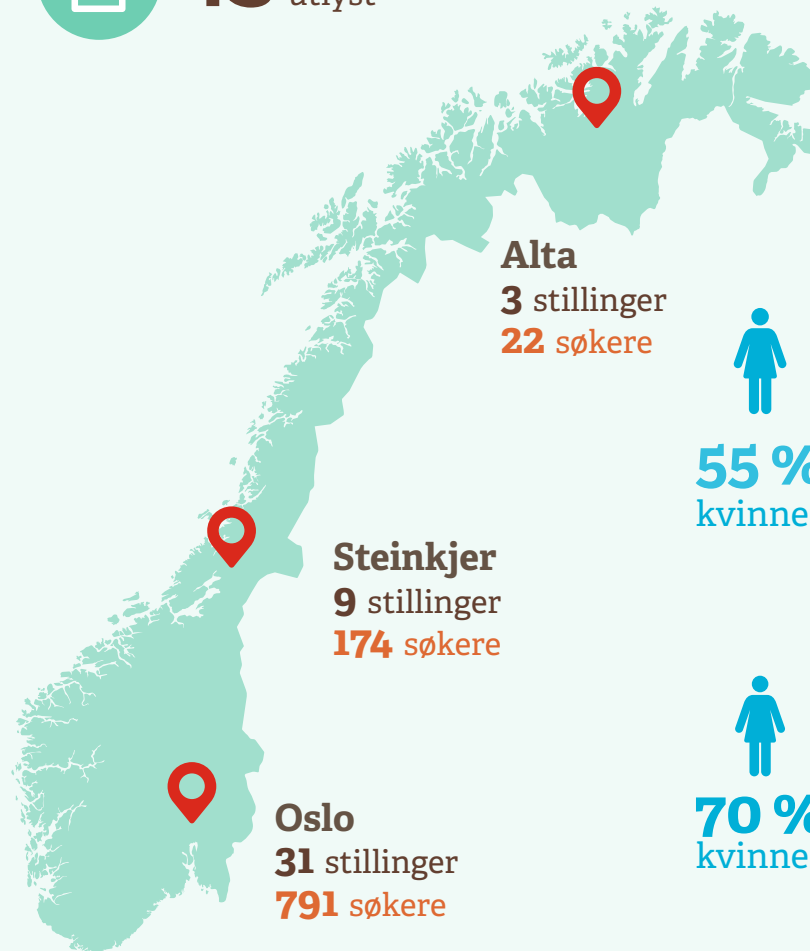 utlyst
Alta
3 stillinger
22 søkere
55 %
kvinne
Steinkjer
9 stillinger
174 søkere
70 %
kvinne
Oslo
31 stillinger
791 søkere